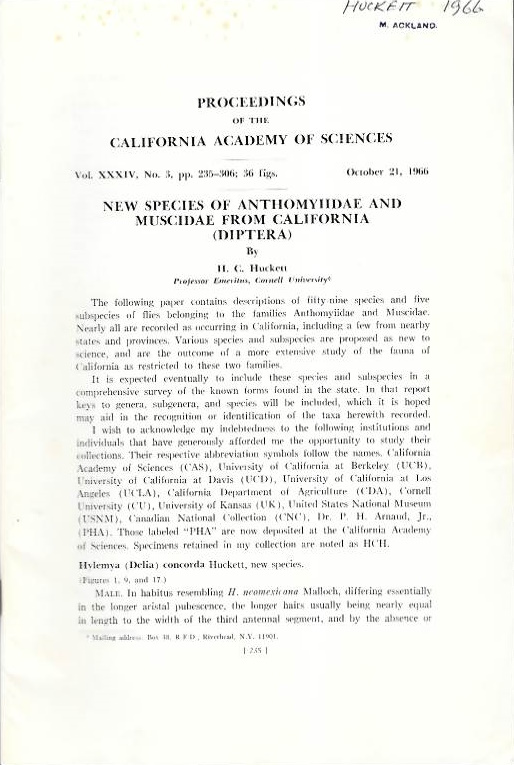 HUCKETT 1966
M. ACKLAND.
PROCEEDINGS
OF THE
CALIFORNIA ACADEMY OF SCIENCES
Vol. XXXIV, No. 3, pp. 235–306; 36 figs. October 21, 1966
NEW SPECIES OF ANTHOMYIIDAE AND
MUSCIDAE FROM CALIFORNIA
(DIPTERA)
By
H. C. Huckett
Professor Emeritus, Cornell University*
The following paper contains descriptions of fifty-nine species and five
subspecies of flies belonging to the families Anthomyiidae and Muscidae.
Nearly all are recorded as occurring in California, including a few from nearby
states and provinces. Various species and subspecies are proposed as new to
science, and are the outcome of a more extensive study of the fauna of
California as restricted to these two families.
It is expected eventually to include these species and subspecies in a
comprehensive survey of the known forms found in the state. In that report
keys to genera, subgenera, and species will be included, which it is hoped
may aid in the recognition or identification of the taxa herewith recorded.
I wish to acknowledge my indebtedness to the following institutions and
individuals that have generously afforded me the opportunity to study their
collections. Their respective abbreviation symbols follow the names. California
Academy of Sciences (CAS), University of California at Berkeley (UCB),
University of California at Davis (UCD), University of California at Los
Angeles (UCLA), California Department of Agriculture (CDA), Cornell
University (CU), University of Kansas (UK), United States National Museum
(USNM), Canadian National Collection (CNC), Dr. P. H. Arnaud, Jr.,
(PHA). Those labeled "PHA" are now deposited at the California Academy
of Sciences. Specimens retained in my collection are noted as HCH.
Hylemya (Delia) concorda Huckett, new species.
(Figures 1, 9, and 17.)
MALE. In habitus resembling H. neomexicana Malloch, differing essentially
in the longer aristal pubescence, the longer hairs usually being nearly equal
in length to the width of the third antennal segment, and by the absence or
* Mailing address: Box 38, R F D , Riverhead, N.Y. 11901.
[ 235 ]